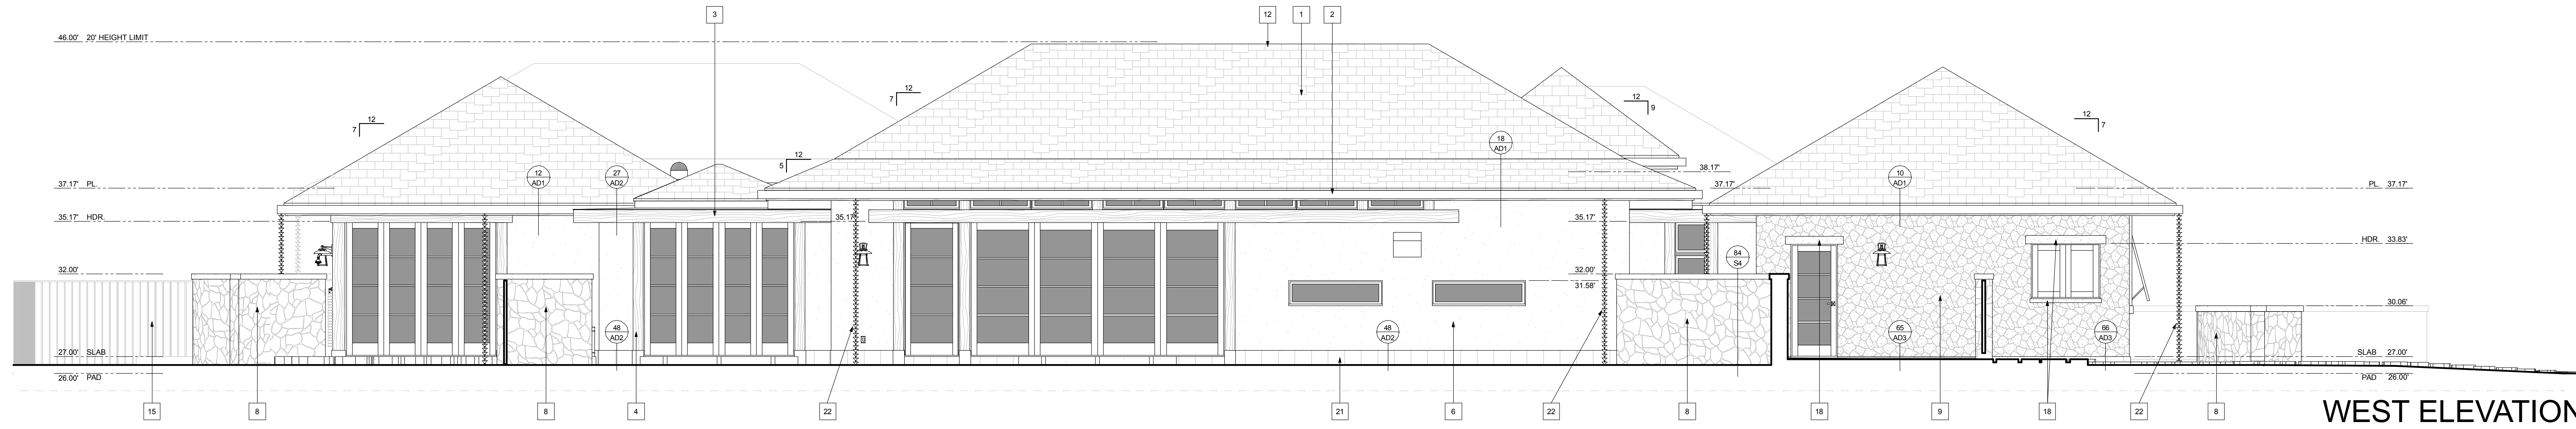 3
12
1
2
46.00' 20' HEIGHT LIMIT
12
7
12
7
12
9
12
7
12
5
18
AD1
12
AD1
27
AD2
10
AD1
38.17'
37.17' PL.
37.17'
PL. 37.17'
35.17' HDR.
35.17'
35.17'
HDR. 33.83'
84
S4
32.00'
32.00'
31.58'
30.06'
48
AD2
48
AD2
65
AD3
66
AD3
27.00' SLAB
SLAB 27.00'
26.00' PAD
PAD 26.00'
15
8
8
4
22
21
6
22
8
18
9
18
22
8
WEST ELEVATION